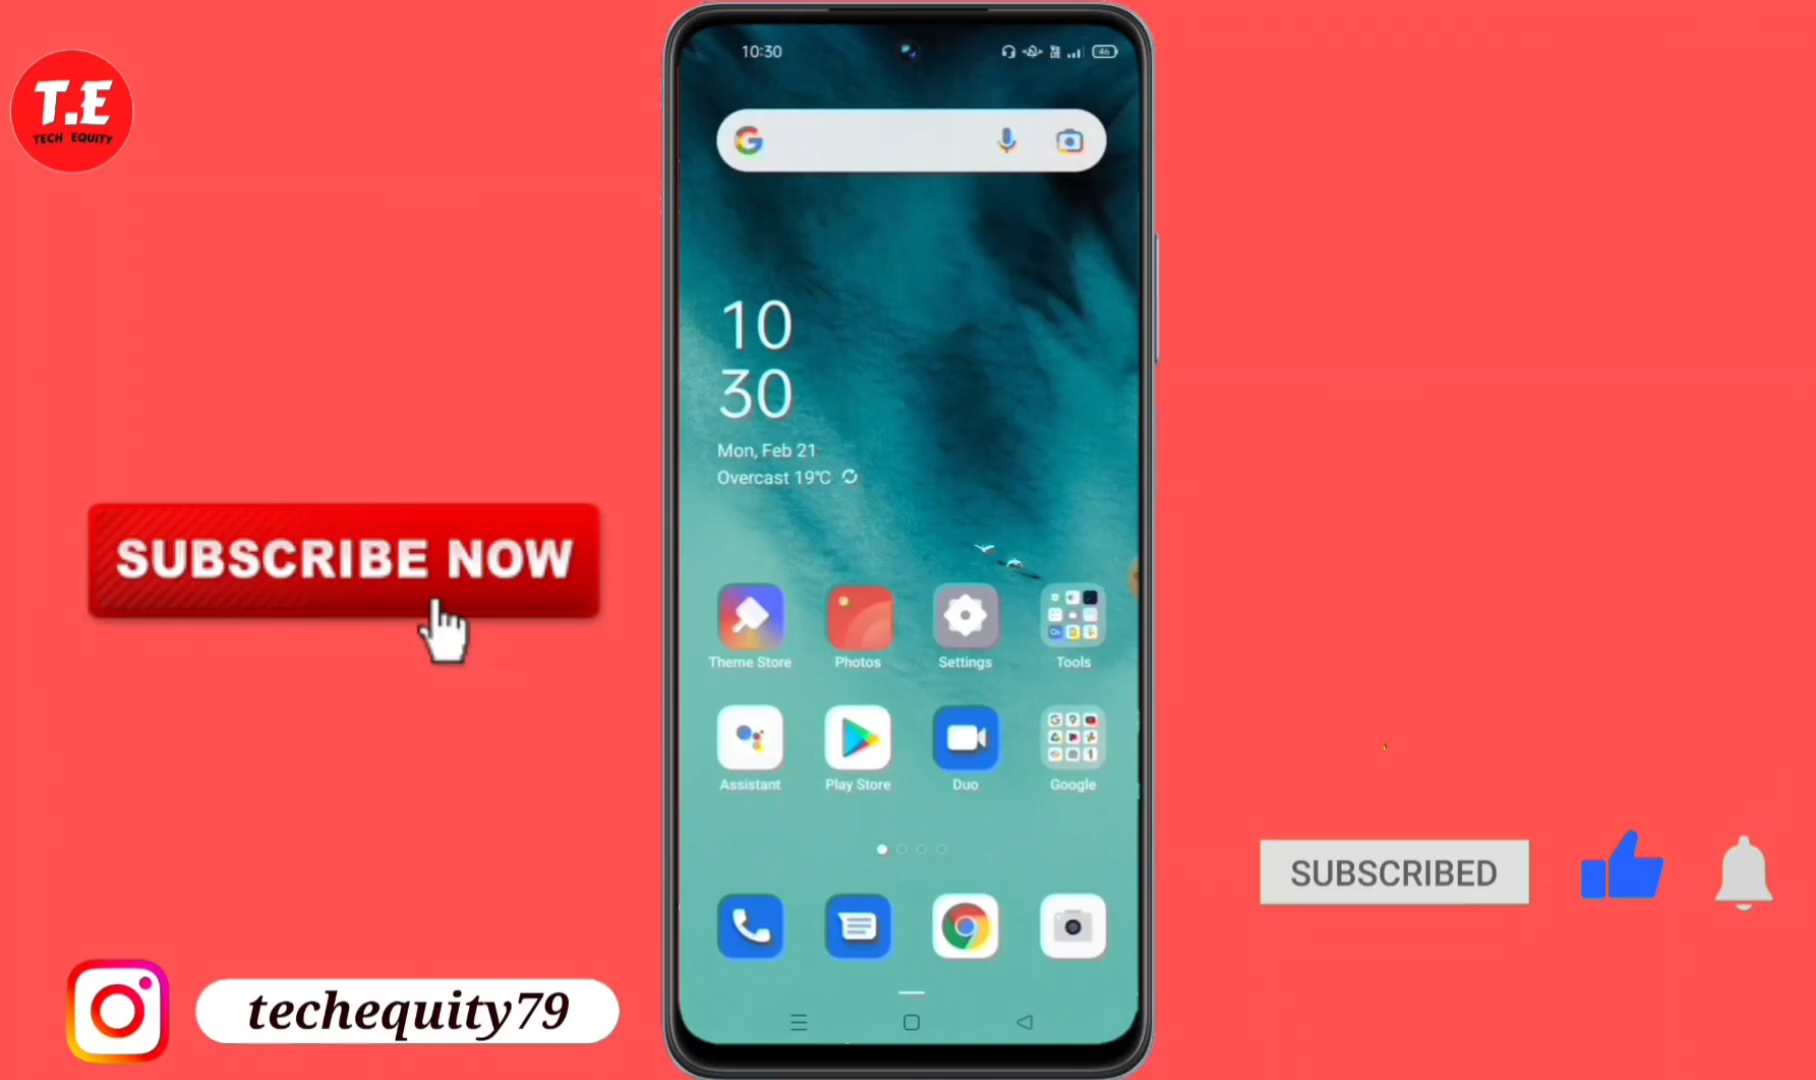 T.E
TECH EQUITY
10:30
46
10
30
Mon, Feb 21
Overcast 19℃
Theme Store
Photos
Settings
Tools
Assistant
Play Store
Duo
Google
SUBSCRIBE NOW
SUBSCRIBED
techequity79